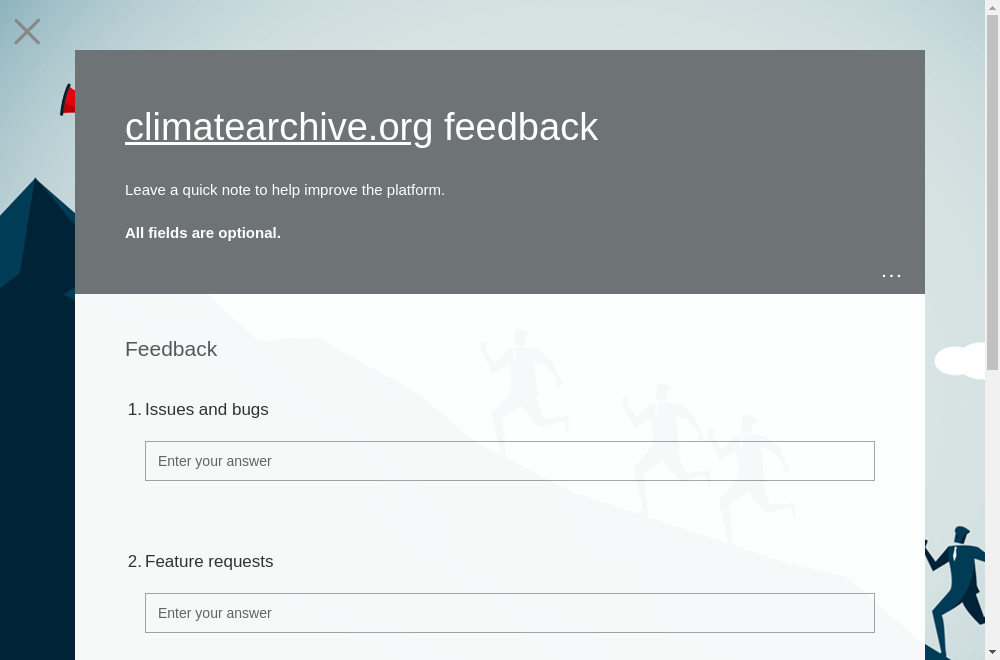 climatearchive.org feedback
Leave a quick note to help improve the platform.
All fields are optional.
...
Feedback
1. Issues and bugs
Enter your answer
2. Feature requests
Enter your answer